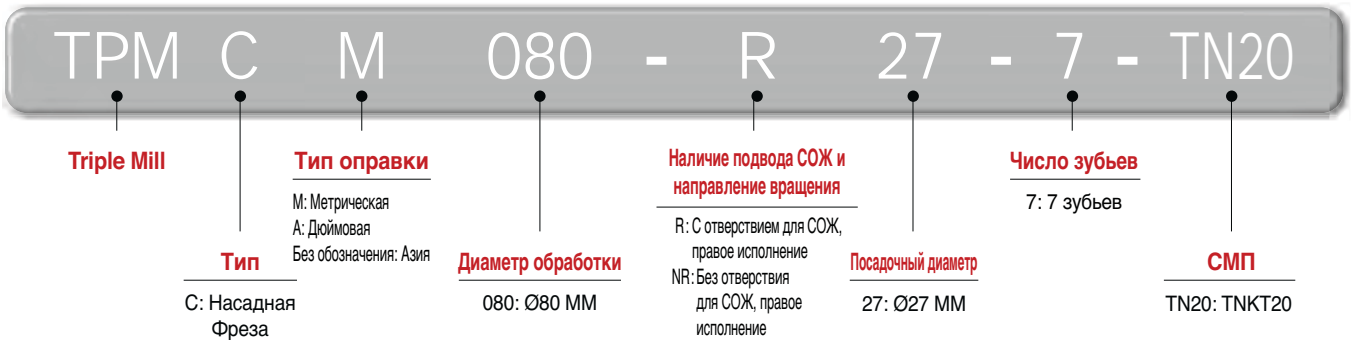 TPM C M 080 - R 27 - 7 - TN20
Triple Mill
Тип
C: Насадная
Фреза
Тип оправки
M: Метрическая
A: Дюймовая
Без обозначения: Азия
Диаметр обработки
080: Ø80 ММ
Наличие подвода СОЖ и
направление вращения
R: С отверстием для СОЖ,
правое исполнение
NR: Без отверстия
для СОЖ, правое
исполнение
Посадочный диаметр
27: Ø27 ММ
Число зубьев
7: 7 зубьев
СМП
TN20: TNKT20